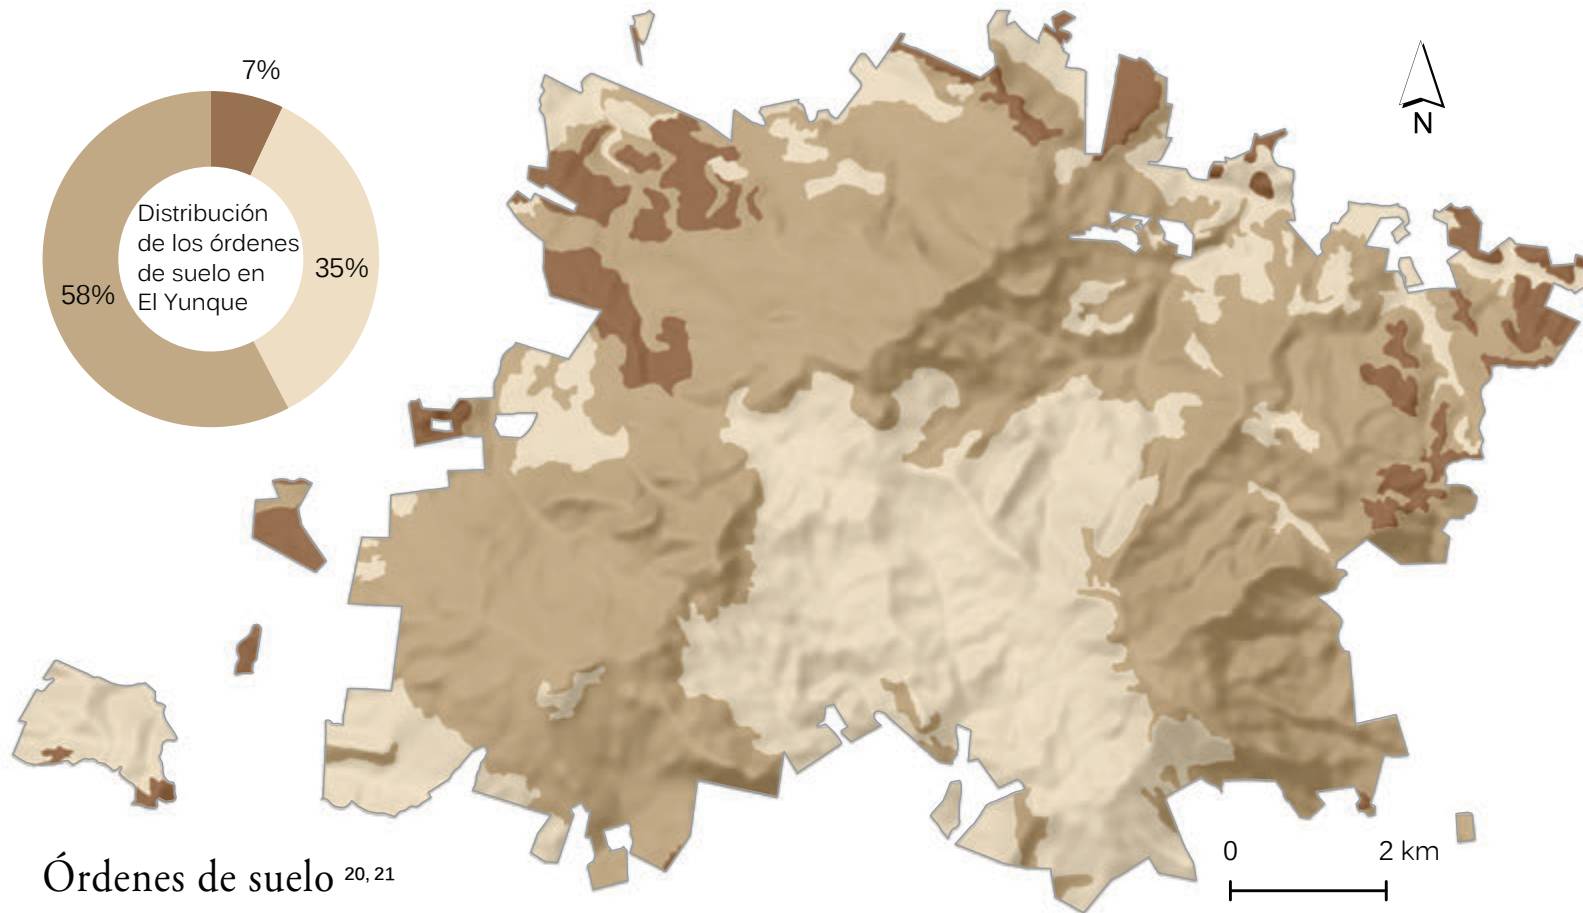 7%
Distribución
de los órdenes
de suelo en
El Yunque
35%
58%
N
0 2 km
Órdenes de suelo 20, 21